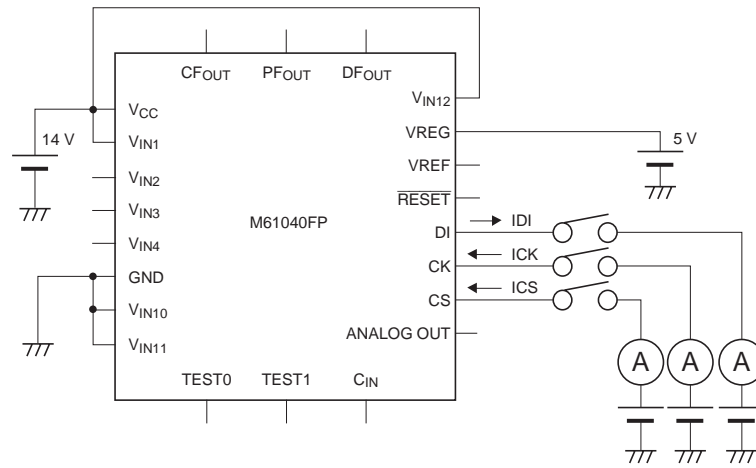 CFOUT PFOUT DFOUT
VCC
VIN12
14 V
VIN1
VREG
5 V
VIN2
VREF
VIN3
M61040FP
RESET
VIN4
DI
IDI
GND
CK
ICK
VIN10
CS
ICS
VIN11
ANALOG OUT
A A A
TEST0 TEST1 CIN